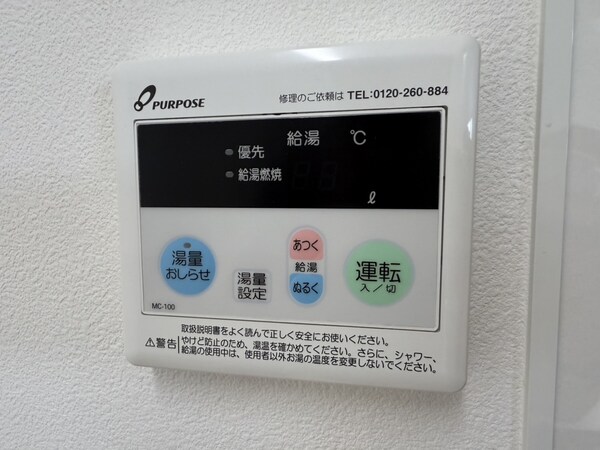 PURPOSE
修理のご依頼は TEL:0120-260-884
給湯 ℃
優先
給湯燃焼
ℓ
湯量
おしらせ
湯量
設定
あつく
給湯
ぬるく
運転
入/切
MC-100
取扱説明書をよく読んで正しく安全にお使いください。
⚠警告 やけど防止のため、湯温を確かめてください。さらに、シャワー、
給湯の使用中は、使用者以外お湯の温度を変更しないでください。